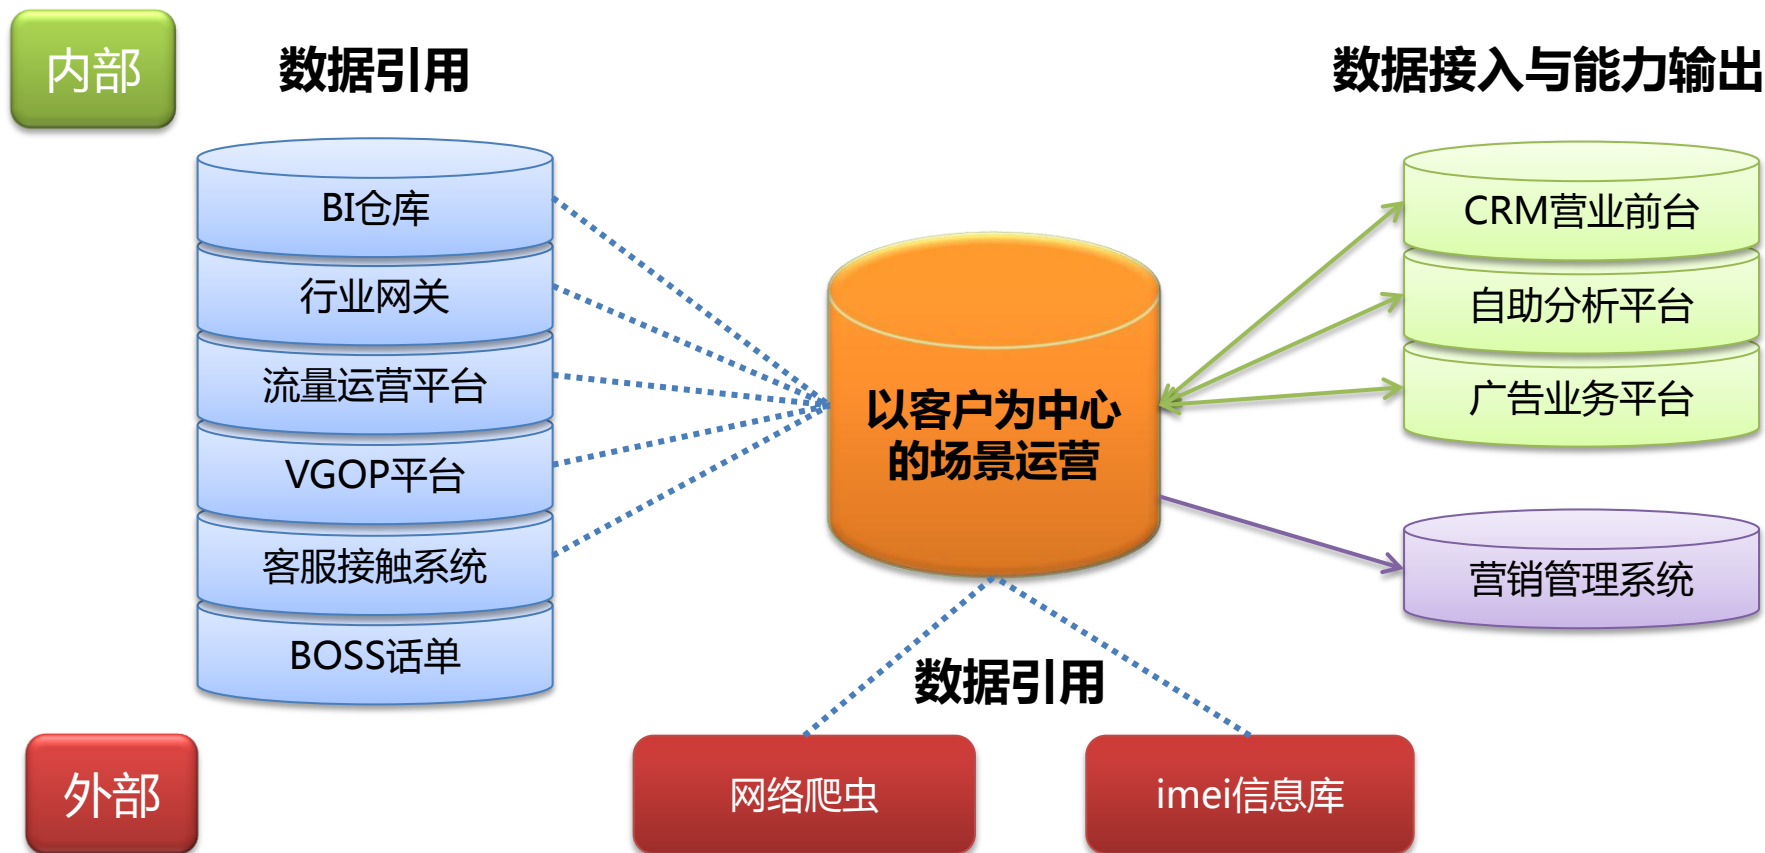 内部
数据引用
数据接入与能力输出
BI仓库
行业网关
流量运营平台
VGOP平台
客服接触系统
BOSS话单
以客户为中心
的场景运营
CRM营业前台
自助分析平台
广告业务平台
营销管理系统
数据引用
外部
网络爬虫
imei信息库